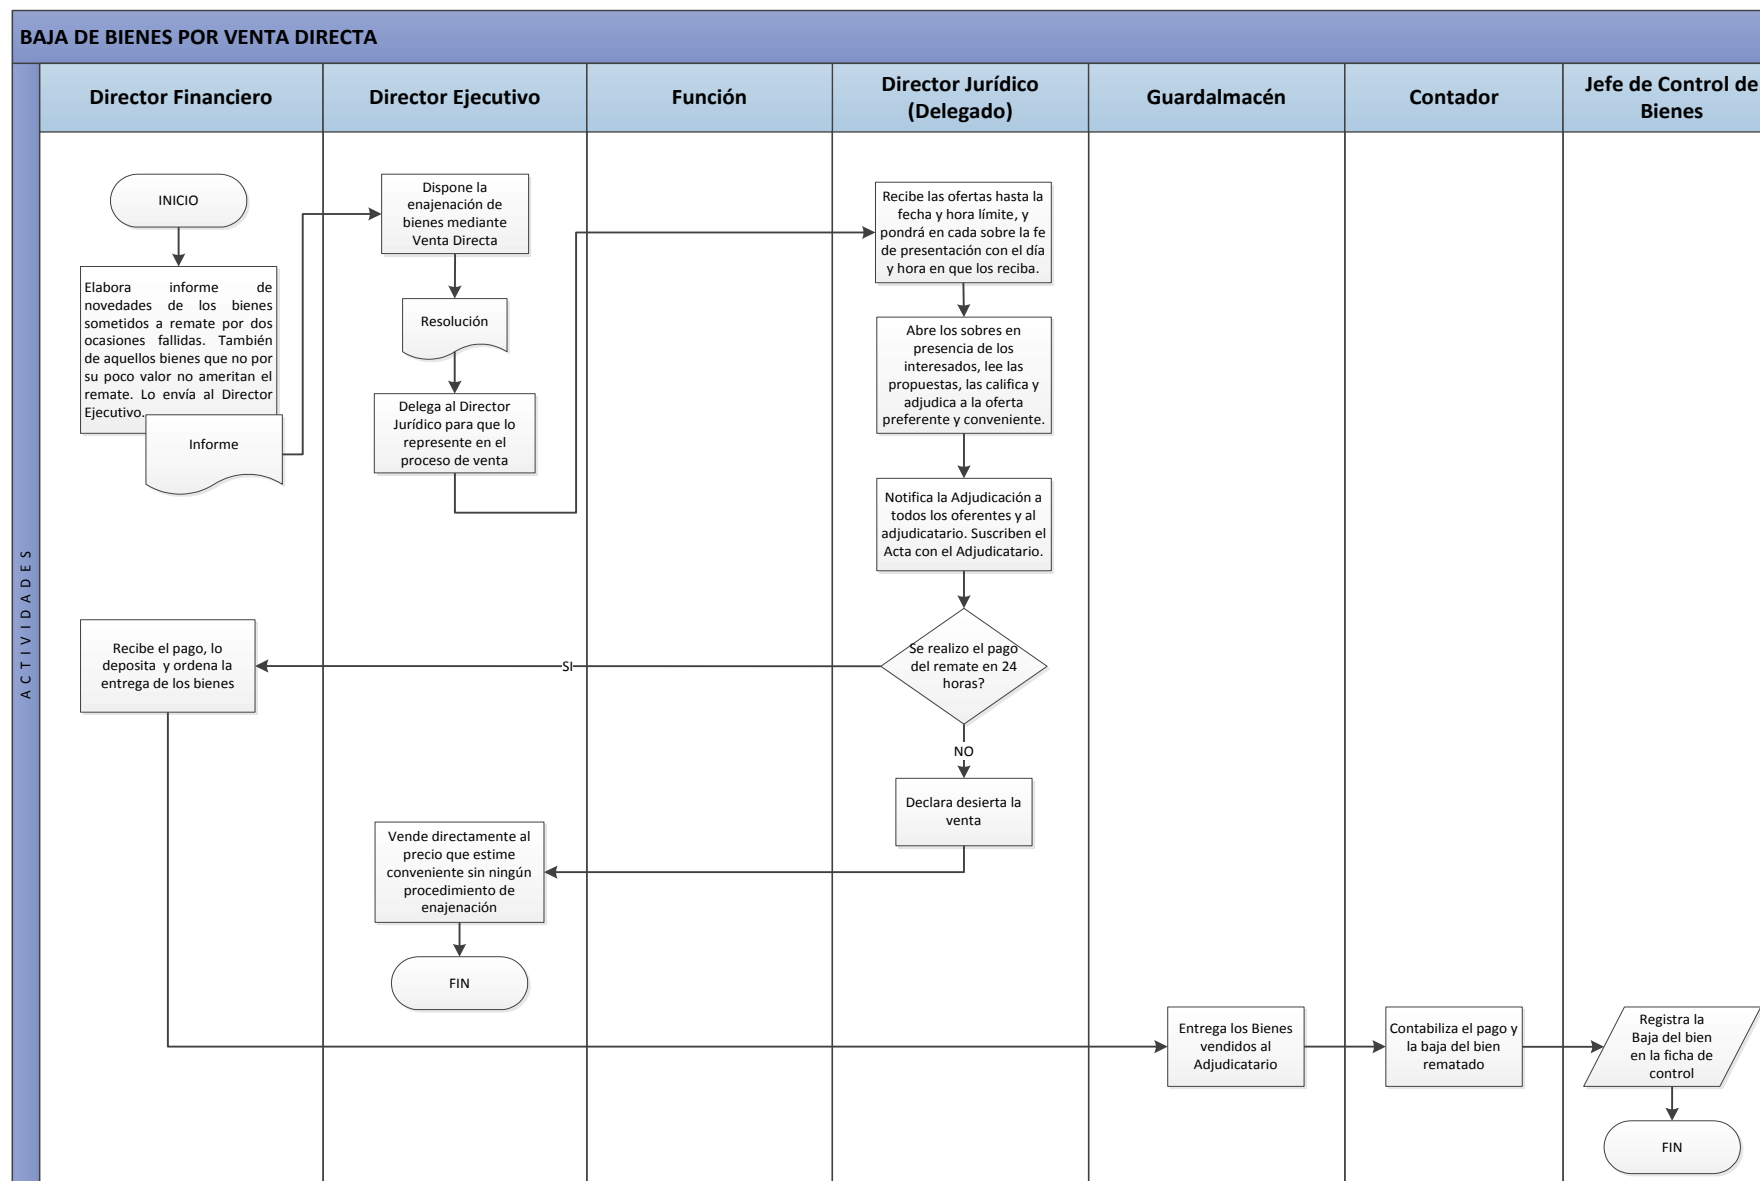 BAJA DE BIENES POR VENTA DIRECTA
Director Financiero
Director Ejecutivo
Función
Director Jurídico
(Delegado)
Guardalmacén
Contador
Jefe de Control de
Bienes
ACTIVIDADES
INICIO
Elabora informe de
novedades de los bienes
sometidos a remate por dos
ocasiones fallidas. También
de aquellos bienes que no por
su poco valor no ameritan el
remate. Lo envía al Director
Ejecutivo.
Informe
Dispone la
enajenación de
bienes mediante
Venta Directa
Resolución
Delega al Director
Jurídico para que lo
represente en el
proceso de venta
Recibe las ofertas hasta la
fecha y hora límite, y
pondrá en cada sobre la fe
de presentación con el día
y hora en que los reciba.
Abre los sobres en
presencia de los
interesados, lee las
propuestas, las califica y
adjudica a la oferta
preferente y conveniente.
Notifica la Adjudicación a
todos los oferentes y al
adjudicatario. Suscriben el
Acta con el Adjudicatario.
Se realizo el pago
del remate en 24
horas?
SI
Recibe el pago, lo
deposita y ordena la
entrega de los bienes
NO
Declara desierta la
venta
Vende directamente al
precio que estime
conveniente sin ningún
procedimiento de
enajenación
FIN
Entrega los Bienes
vendidos al
Adjudicatario
Contabiliza el pago y
la baja del bien
rematado
Registra la
Baja del bien
en la ficha de
control
FIN